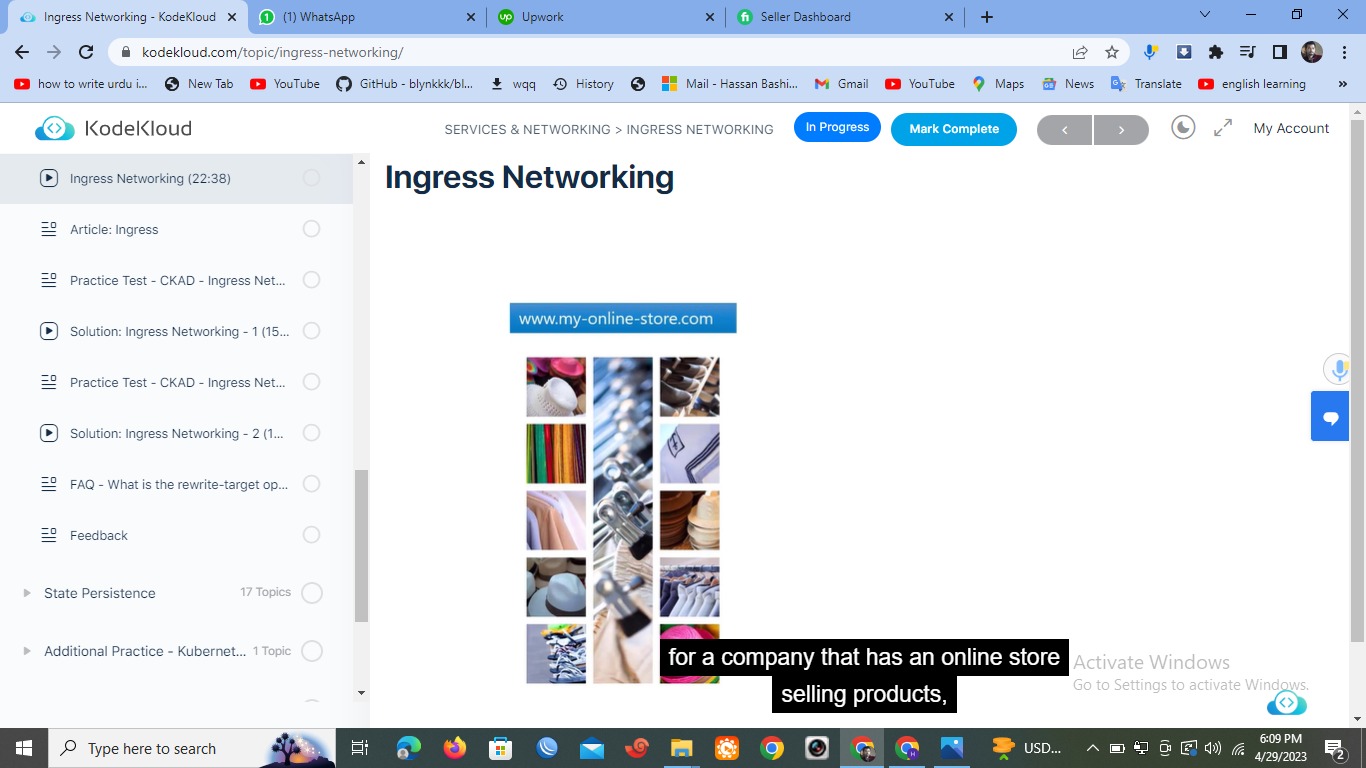 Ingress Networking - KodeKloud
(1) WhatsApp
Upwork
Seller Dashboard
kodekloud.com/topic/ingress-networking/
how to write urdu i...
New Tab
YouTube
GitHub - blynkkk/bl...
wqq
History
Mail - Hassan Bashi...
Gmail
YouTube
Maps
News
Translate
english learning
»
KodeKloud
SERVICES & NETWORKING > INGRESS NETWORKING
In Progress
Mark Complete
My Account
Ingress Networking (22:38)
Article: Ingress
Practice Test - CKAD - Ingress Net...
Solution: Ingress Networking - 1 (15...
Practice Test - CKAD - Ingress Net...
Solution: Ingress Networking - 2 (1...
FAQ - What is the rewrite-target op...
Feedback
State Persistence
17 Topics
Additional Practice - Kubernet...
1 Topic
Ingress Networking
www.my-online-store.com
for a company that has an online store
selling products,
Activate Windows
Go to Settings to activate Windows.
Type here to search
USD...
6:09 PM
4/29/2023
2